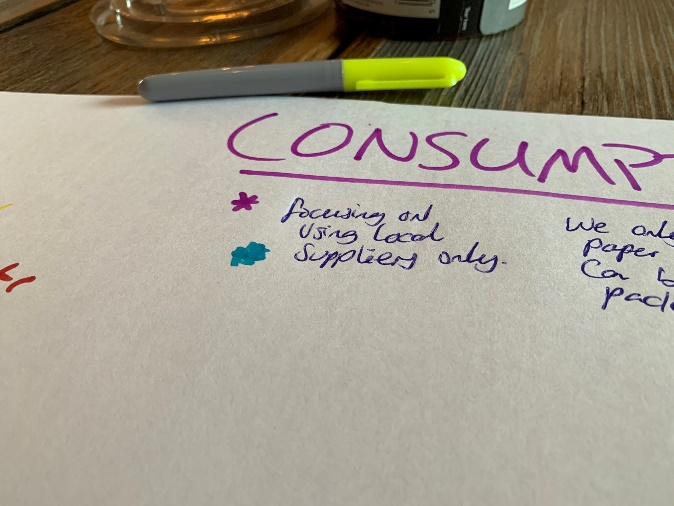 CONSUMP
focusing on
Using Local
Suppliers only.
We only
paper
Can b
pack